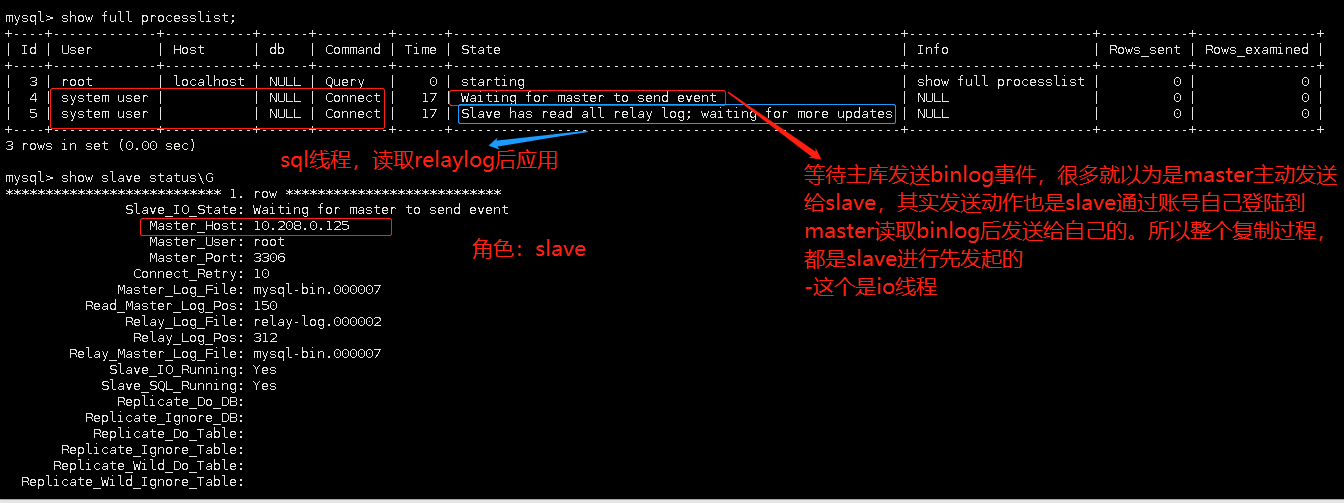 mysql> show full processlist;
+----+-------------+-----------+------+---------+------+--------------------------------------------------------+-----------------------+-----------+---------------+
| Id | User | Host | db | Command | Time | State | Info | Rows_sent | Rows_examined |
+----+-------------+-----------+------+---------+------+--------------------------------------------------------+-----------------------+-----------+---------------+
| 3 | root | localhost | NULL | Query | 0 | starting | show full processlist | 0 | 0 |
| 4 | system user | | NULL | Connect | 17 | Waiting for master to send event | NULL | 0 | 0 |
| 5 | system user | | NULL | Connect | 17 | Slave has read all relay log; waiting for more updates | NULL | 0 | 0 |
+----+-------------+-----------+------+---------+------+--------------------------------------------------------+-----------------------+-----------+---------------+
3 rows in set (0.00 sec)
sql线程，读取relaylog后应用
等待主库发送binlog事件，很多就以为是master主动发送
给slave，其实发送动作也是slave通过账号自己登陆到
master读取binlog后发送给自己的。所以整个复制过程，
都是slave进行先发起的
-这个是io线程
mysql> show slave status\G
*************************** 1. row ***************************
Slave_IO_State: Waiting for master to send event
Master_Host: 10.208.0.125
Master_User: root
Master_Port: 3306
Connect_Retry: 10
Master_Log_File: mysql-bin.000007
Read_Master_Log_Pos: 150
Relay_Log_File: relay-log.000002
Relay_Log_Pos: 312
Relay_Master_Log_File: mysql-bin.000007
Slave_IO_Running: Yes
Slave_SQL_Running: Yes
Replicate_Do_DB:
Replicate_Ignore_DB:
Replicate_Do_Table:
Replicate_Ignore_Table:
Replicate_Wild_Do_Table:
Replicate_Wild_Ignore_Table:
角色：slave